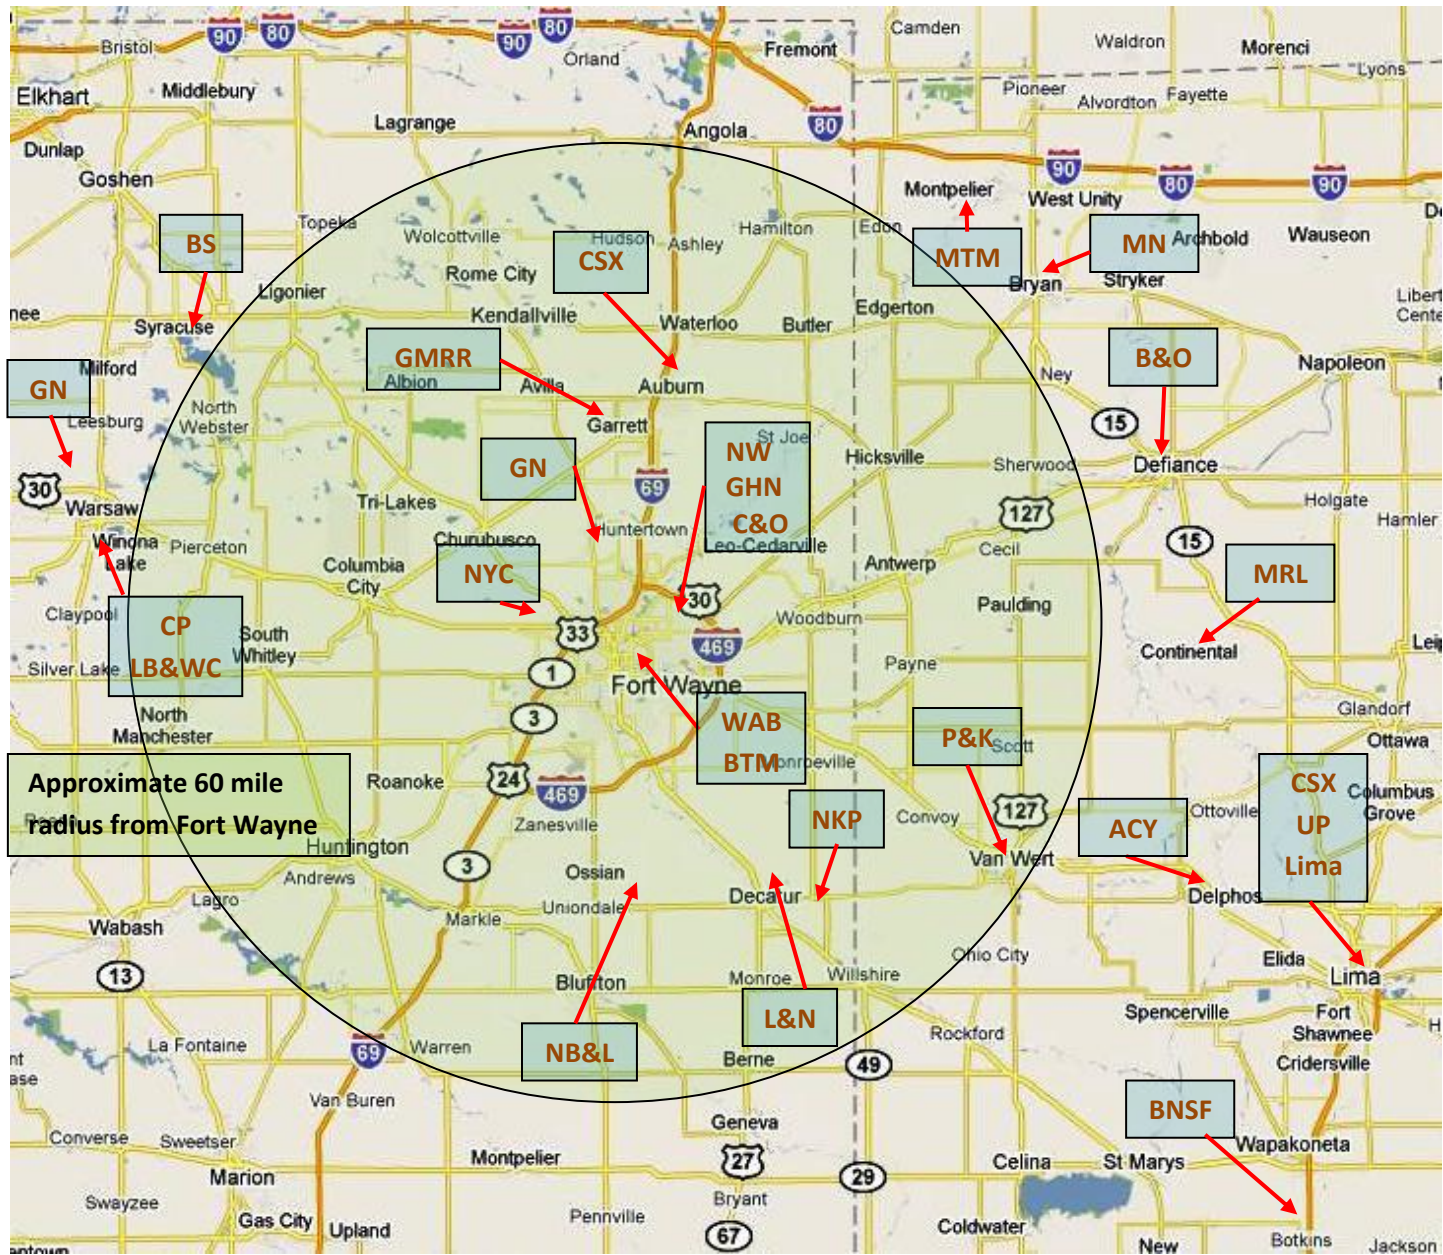 90
80
90
80
Camden
Waldron
Morenci
Bristol
Orland
Fremont
Lyons
Elkhart
Middlebury
Pioneer
Alvordton
Fayette
Lagrange
Angola
80
Dunlap
Goshen
90
80
90
Montpelier
West Unity
Topeka
Wolcottville
Hudson
Ashley
Hamilton
Edon
Archbold
Wauseon
BS
CSX
MTM
MN
Rome City
Ligonier
Bryan
Stryker
Syracuse
Kendallville
Waterloo
Butler
Edgerton
GMRR
B&O
Milford
GN
Albion
Avilla
Auburn
Ney
Napoleon
Leesburg
North
Webster
Garrett
15
St Joe
GN
NW
GHN
C&O
Hicksville
Sherwood
Defiance
30
69
Warsaw
Tri-Lakes
127
Holgate
Hamler
Winona
Lake
Pierceton
Churubusco
Huntertown
Leo-Cedarville
Cecil
15
Columbia
City
NYC
Antwerp
MRL
Claypool
30
Paulding
CP
LB&WC
33
Woodburn
South
Whitley
469
Continental
Silver Lake
1
Payne
Fort Wayne
North
Manchester
3
WAB
BTM
P&K
Scott
Glandorf
Ottawa
Approximate 60 mile
radius from Fort Wayne
Roanoke
24
469
Monroeville
CSX
UP
Lima
Columbus
Grove
Zanesville
NKP
Convoy
127
ACY
Ottoville
Huntington
3
Van Wert
Andrews
Ossian
Lagro
Uniondale
Decatur
Delphos
Wabash
Markle
Ohio City
Elida
13
Bluffton
Monroe
Willshire
Lima
L&N
Spencerville
Fort
Shawnee
La Fontaine
69
Warren
NB&L
Berne
Rockford
49
Cridersville
Van Buren
BNSF
Geneva
Converse
Sweetser
Montpelier
27
Wapakoneta
Marion
29
Celina
St Marys
Swayzee
Bryant
Gas City
Upland
Pennville
67
Coldwater
New
Botkins
Jackson